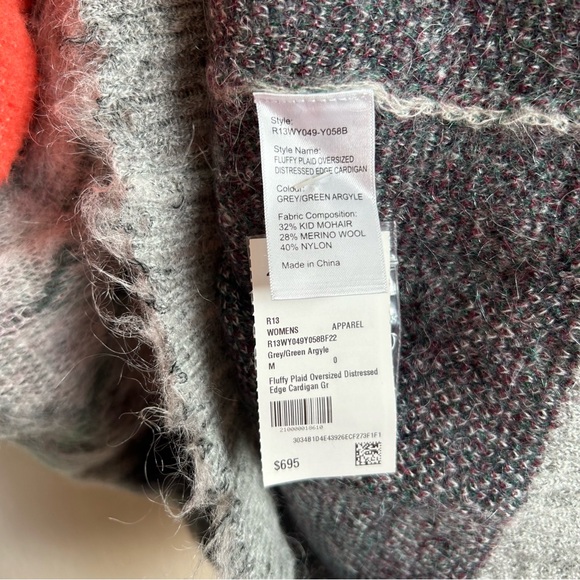 Style:
R13WY049-Y058B
Style Name:
FLUFFY PLAID OVERSIZED
DISTRESSED EDGE CARDIGAN
Colour:
GREY/GREEN ARGYLE
Fabric Composition:
32% KID MOHAIR
28% MERINO WOOL
40% NYLON
Made in China
R13
WOMENS APPAREL
R13WY049Y058BF22
Grey/Green Argyle
M 0
Fluffy Plaid Oversized Distressed
Edge Cardigan Gr
210000010618
3034B1D4E43926ECF273F1F1
$695